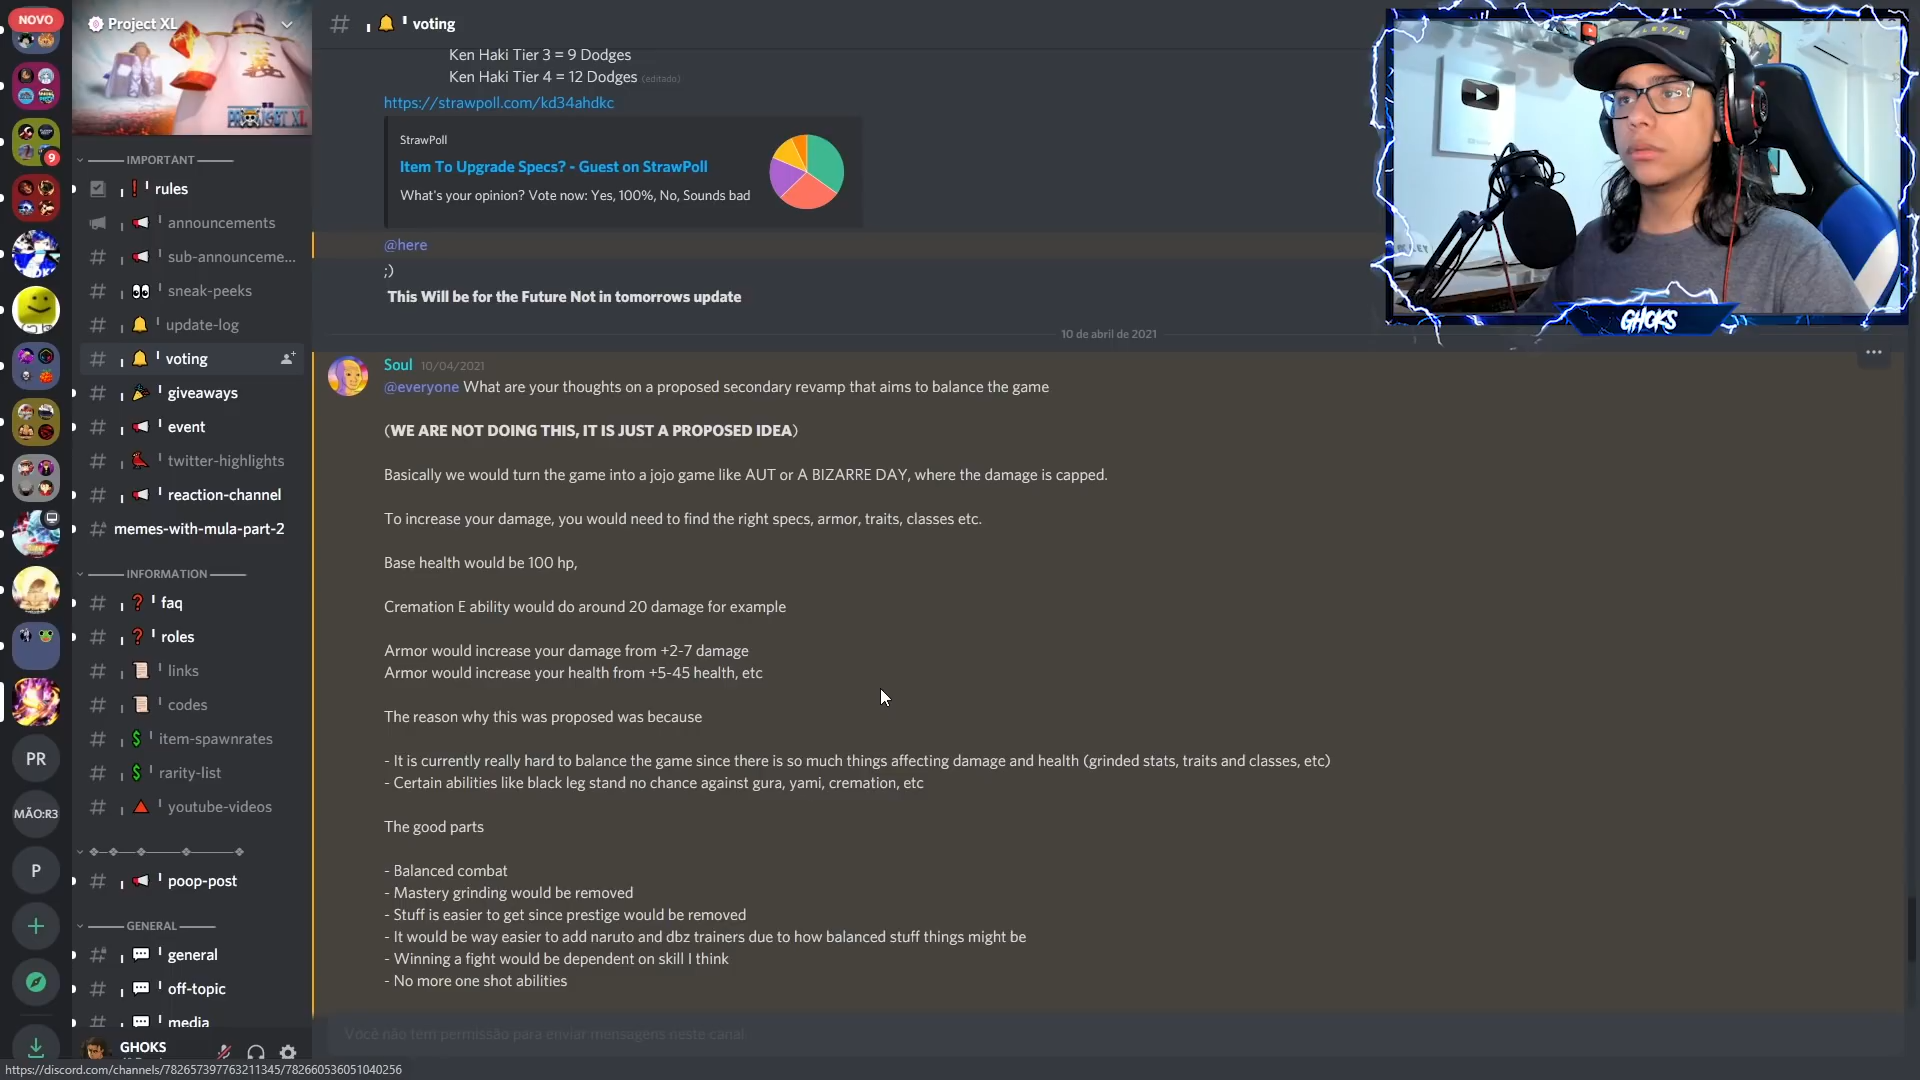 NOVO
Project XL
PROJECT XL
IMPORTANT
rules
announcements
sub-announceme...
sneak-peeks
update-log
voting
giveaways
event
twitter-highlights
reaction-channel
memes-with-mula-part-2
INFORMATION
faq
roles
links
codes
item-spawnrates
rarity-list
youtube-videos
poop-post
GENERAL
general
off-topic
media
9
PR
MÃO:R3
P
GHOKS
https://discord.com/channels/782657397763211345/782660536051040256
voting
Ken Haki Tier 3 = 9 Dodges
Ken Haki Tier 4 = 12 Dodges (editado)
https://strawpoll.com/kd34ahdkc
StrawPoll
Item To Upgrade Specs? - Guest on StrawPoll
What's your opinion? Vote now: Yes, 100%, No, Sounds bad
@here
;)
This Will be for the Future Not in tomorrows update
10 de abril de 2021
Soul 10/04/2021
@everyone What are your thoughts on a proposed secondary revamp that aims to balance the game
(WE ARE NOT DOING THIS, IT IS JUST A PROPOSED IDEA)
Basically we would turn the game into a jojo game like AUT or A BIZARRE DAY, where the damage is capped.
To increase your damage, you would need to find the right specs, armor, traits, classes etc.
Base health would be 100 hp,
Cremation E ability would do around 20 damage for example
Armor would increase your damage from +2-7 damage
Armor would increase your health from +5-45 health, etc
The reason why this was proposed was because
- It is currently really hard to balance the game since there is so much things affecting damage and health (grinded stats, traits and classes, etc)
- Certain abilities like black leg stand no chance against gura, yami, cremation, etc
The good parts
- Balanced combat
- Mastery grinding would be removed
- Stuff is easier to get since prestige would be removed
- It would be way easier to add naruto and dbz trainers due to how balanced stuff things might be
- Winning a fight would be dependent on skill I think
- No more one shot abilities
Você não tem permissão para enviar mensagens neste canal.
GHOKS